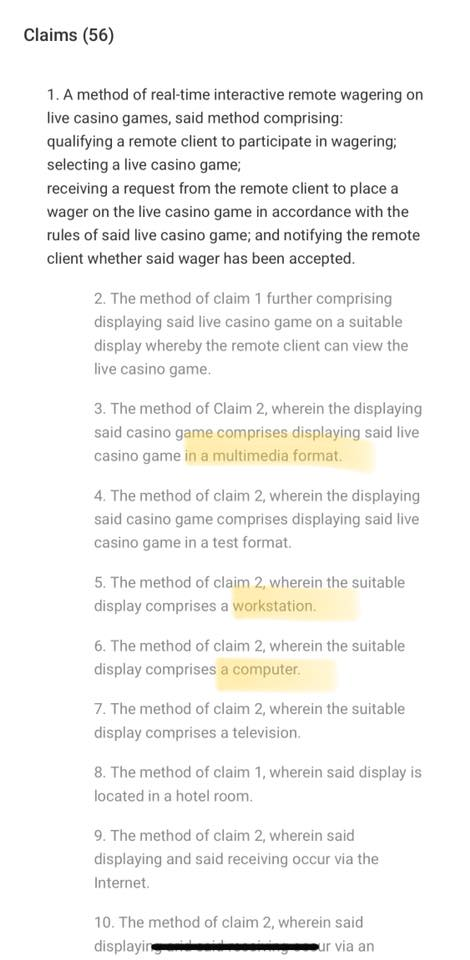 Claims (56)
1. A method of real-time interactive remote wagering on
live casino games, said method comprising:
qualifying a remote client to participate in wagering;
selecting a live casino game;
receiving a request from the remote client to place a
wager on the live casino game in accordance with the
rules of said live casino game; and notifying the remote
client whether said wager has been accepted.
2. The method of claim 1 further comprising
displaying said live casino game on a suitable
display whereby the remote client can view the
live casino game.
3. The method of Claim 2, wherein the displaying
said casino game comprises displaying said live
casino game in a multimedia format.
4. The method of claim 2, wherein the displaying
said casino game comprises displaying said live
casino game in a test format.
5. The method of claim 2, wherein the suitable
display comprises a workstation.
6. The method of claim 2, wherein the suitable
display comprises a computer.
7. The method of claim 2, wherein the suitable
display comprises a television.
8. The method of claim 1, wherein said display is
located in a hotel room.
9. The method of claim 2, wherein said
displaying and said receiving occur via the
Internet.
10. The method of claim 2, wherein said
via an